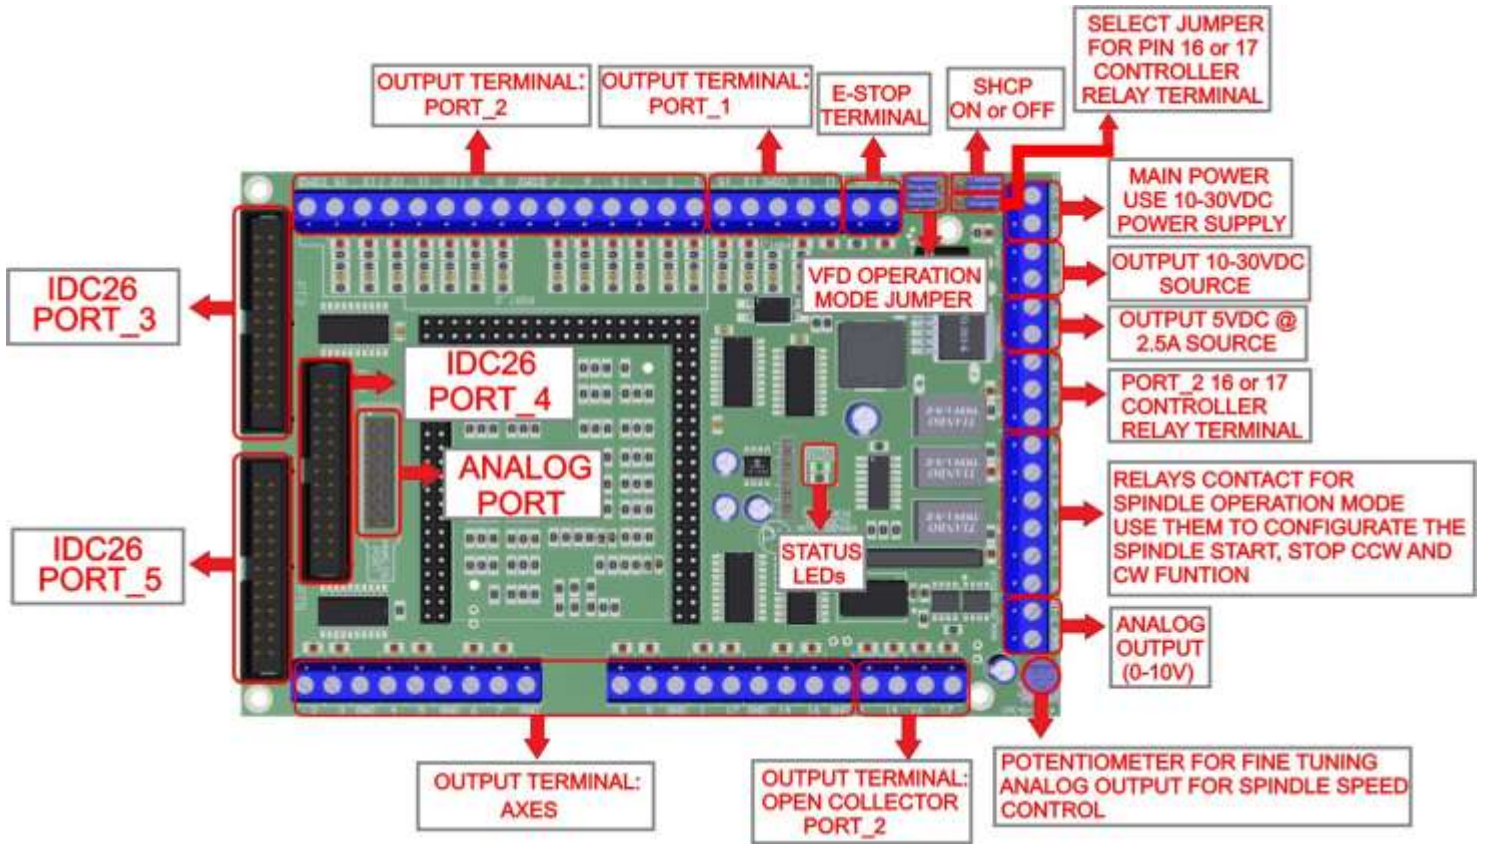 SELECT JUMPER
FOR PIN 16 or 17
CONTROLLER
RELAY TERMINAL
OUTPUT TERMINAL:
PORT_2
OUTPUT TERMINAL:
PORT_1
E-STOP
TERMINAL
SHCP
ON or OFF
MAIN POWER
USE 10-30VDC
POWER SUPPLY
IDC26
PORT_3
VFD OPERATION
MODE JUMPER
OUTPUT 10-30VDC
SOURCE
OUTPUT 5VDC @
2.5A SOURCE
IDC26
PORT_4
PORT_2 16 or 17
CONTROLLER
RELAY TERMINAL
ANALOG
PORT
RELAYS CONTACT FOR
SPINDLE OPERATION MODE
USE THEM TO CONFIGURATE THE
SPINDLE START, STOP CCW AND
CW FUNTION
IDC26
PORT_5
STATUS
LEDs
ANALOG
OUTPUT
(0-10V)
OUTPUT TERMINAL:
AXES
OUTPUT TERMINAL:
OPEN COLLECTOR
PORT_2
POTENTIOMETER FOR FINE TUNING
ANALOG OUTPUT FOR SPINDLE SPEED
CONTROL